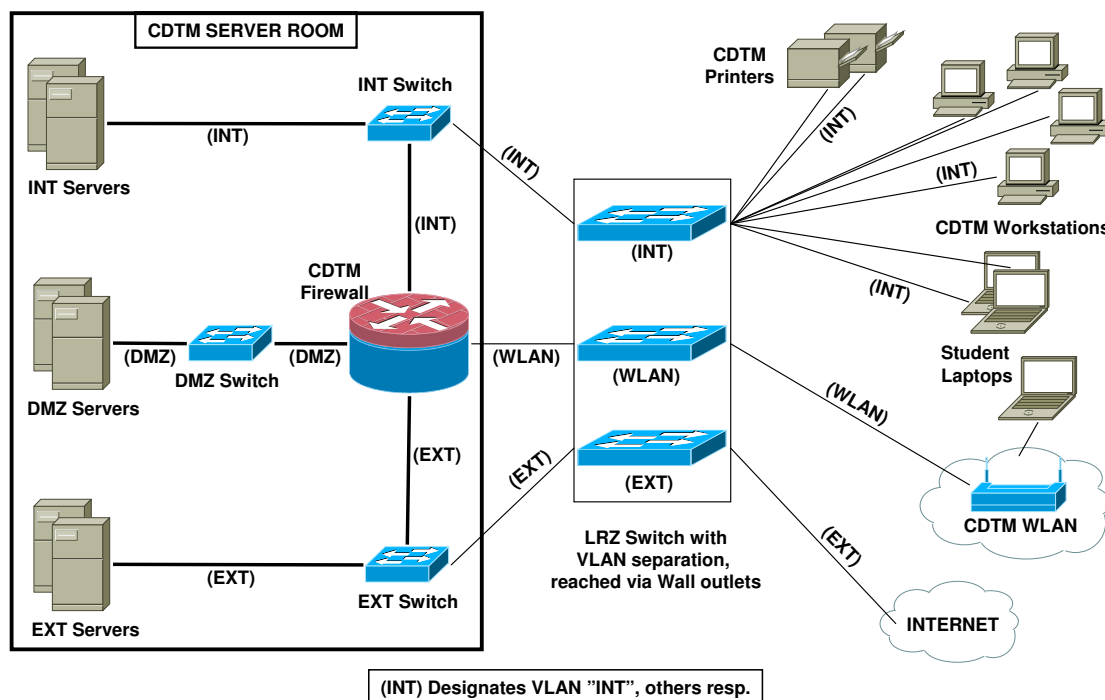 CDTM SERVER ROOM
INT Switch
(INT)
INT Servers
(INT)
(INT)
CDTM
Firewall
(DMZ)
(DMZ)
DMZ Switch
DMZ Servers
(WLAN)
(EXT)
(EXT)
(EXT)
EXT Switch
EXT Servers
(INT)
(WLAN)
(EXT)
LRZ Switch with
VLAN separation,
reached via Wall outlets
CDTM
Printers
(INT)
(INT)
CDTM Workstations
(INT)
Student
Laptops
(WLAN)
CDTM WLAN
(EXT)
INTERNET
(INT) Designates VLAN ”INT”, others resp.